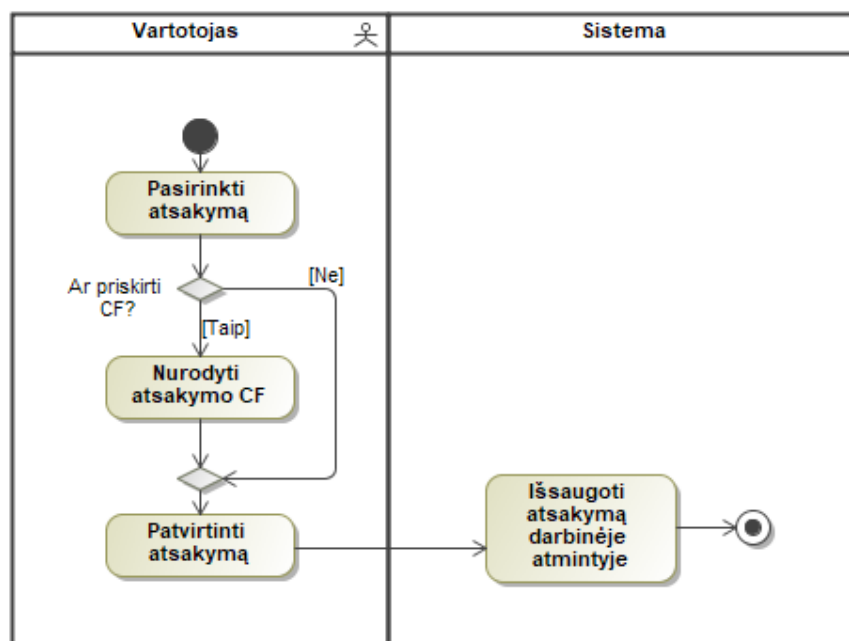 Vartotojas
Sistema
Pasirinkti
atsakymą
Ar priskirti
CF?
[Ne]
[Taip]
Nurodyti
atsakymo CF
Patvirtinti
atsakymą
Išsaugoti
atsakymą
darbinėje
atmintyje